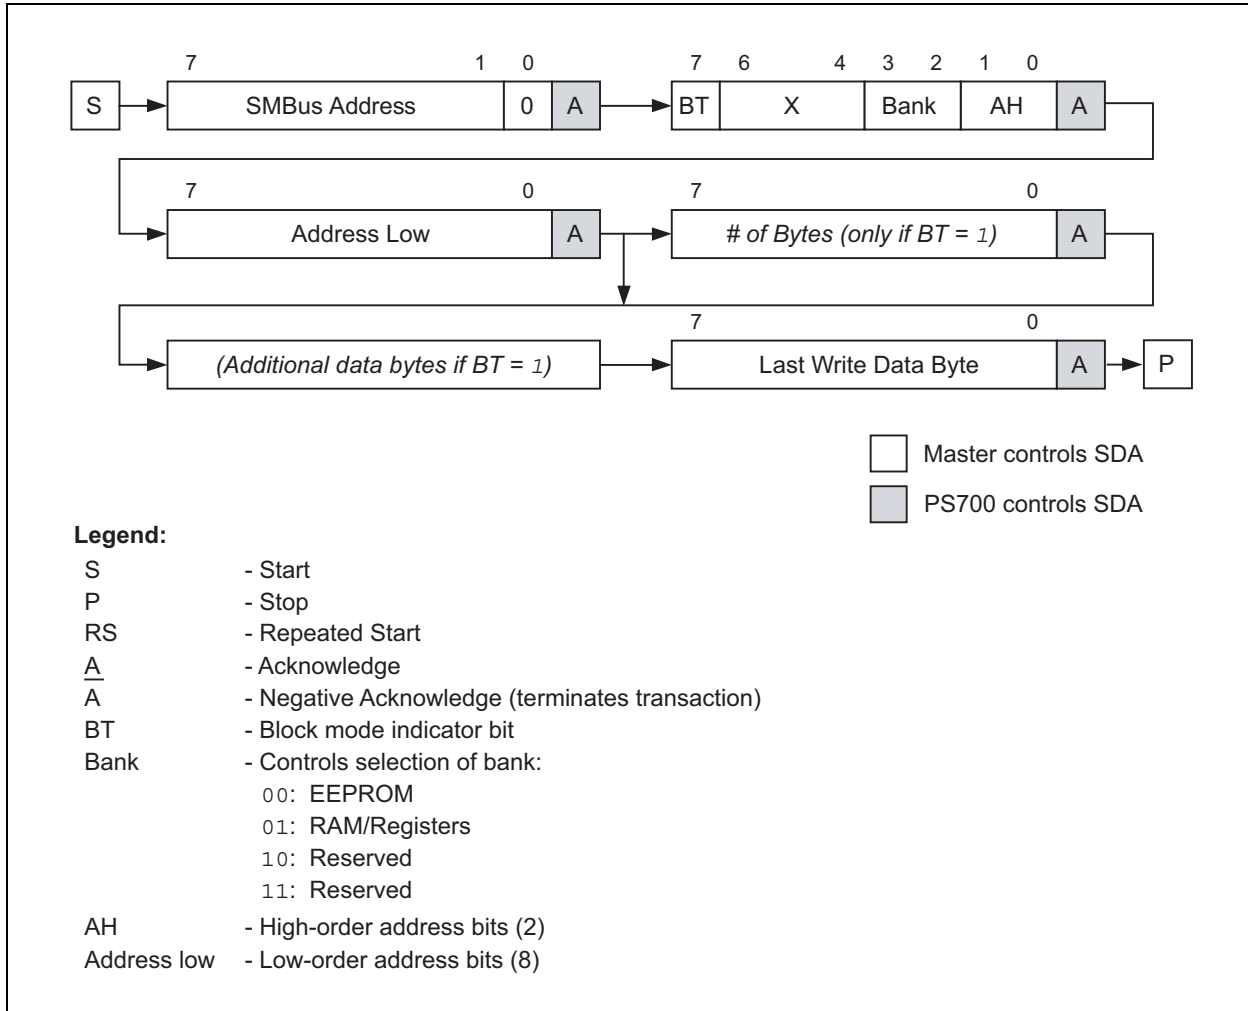 7 1 0 7 6 4 3 2 1 0
S SMBus Address 0 A BT X Bank AH A
7 0 7 0
Address Low A # of Bytes (only if BT = 1) A
7 0
(Additional data bytes if BT = 1) Last Write Data Byte A P
Master controls SDA
PS700 controls SDA
Legend:
S - Start
P - Stop
RS - Repeated Start
A - Acknowledge
A - Negative Acknowledge (terminates transaction)
BT - Block mode indicator bit
Bank - Controls selection of bank:
00: EEPROM
01: RAM/Registers
10: Reserved
11: Reserved
AH - High-order address bits (2)
Address low - Low-order address bits (8)